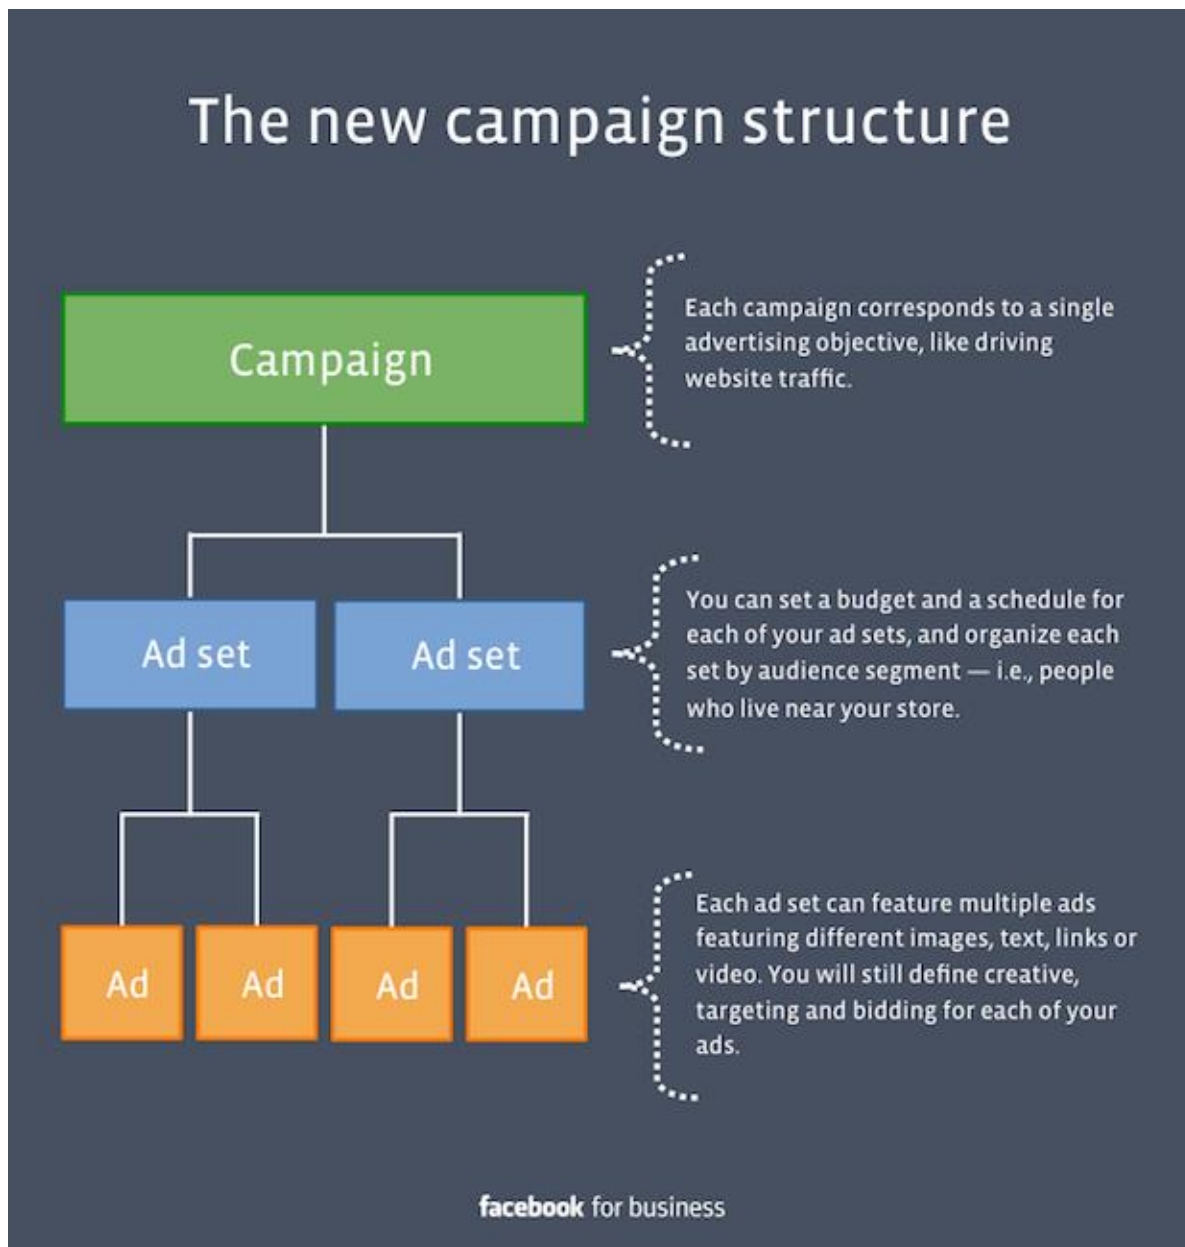 The new campaign structure
Campaign
Each campaign corresponds to a single
advertising objective, like driving
website traffic.
Ad set
Ad set
You can set a budget and a schedule for
each of your ad sets, and organize each
set by audience segment — i.e., people
who live near your store.
Ad
Ad
Ad
Ad
Each ad set can feature multiple ads
featuring different images, text, links or
video. You will still define creative,
targeting and bidding for each of your
ads.
facebook for business